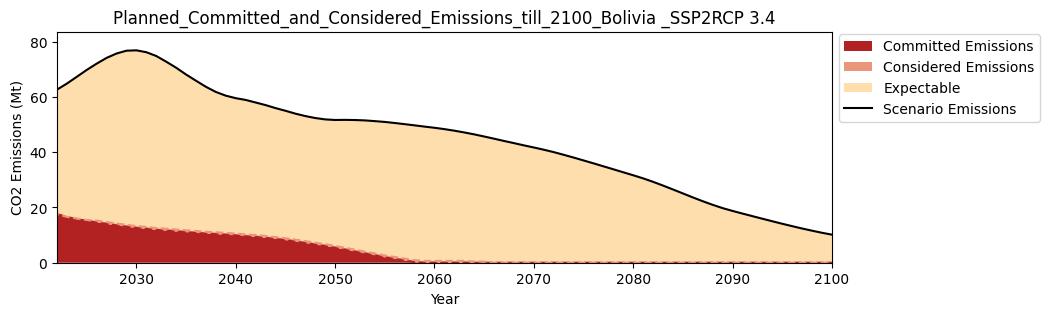 Planned_Committed_and_Considered_Emissions_till_2100_Bolivia _SSP2RCP 3.4
80
60
40
20
0
CO2 Emissions (Mt)
2030 2040 2050 2060 2070 2080 2090 2100
Year
Committed Emissions
Considered Emissions
Expectable
Scenario Emissions